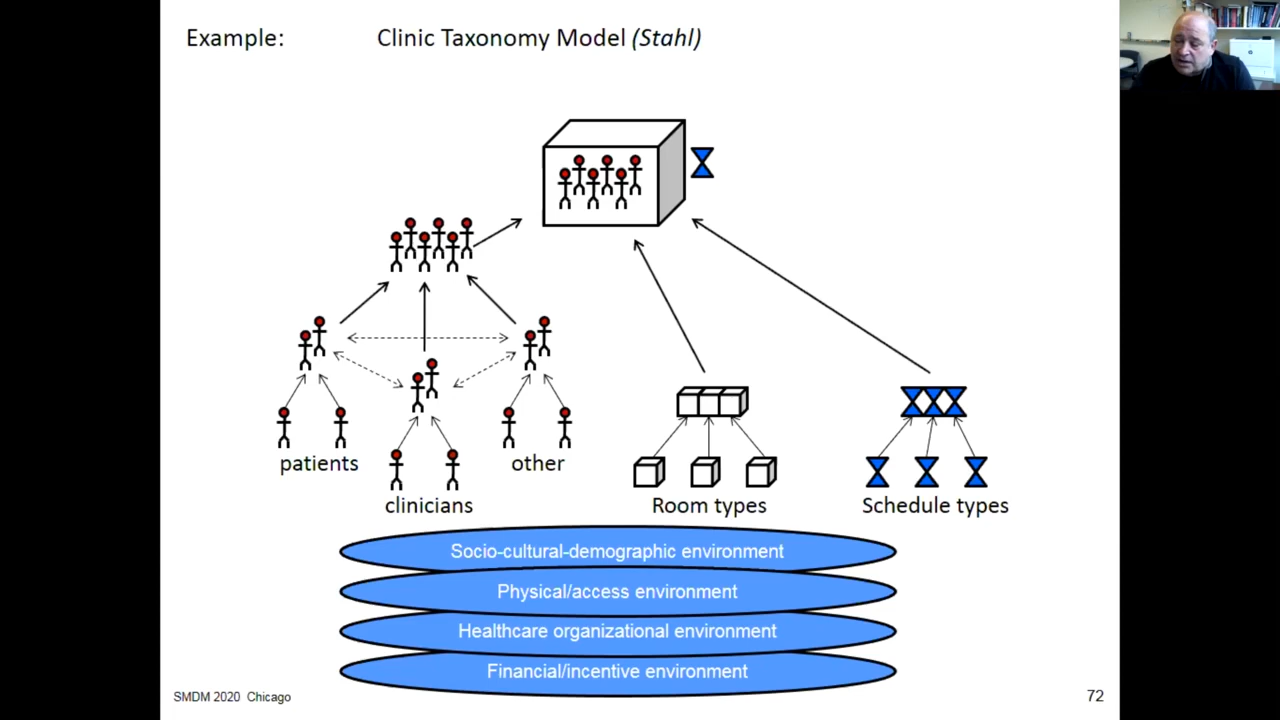 Example: Clinic Taxonomy Model (Stahl)
patients
clinicians
other
Room types
Schedule types
Socio-cultural-demographic environment
Physical/access environment
Healthcare organizational environment
Financial/incentive environment
SMDM 2020 Chicago
72